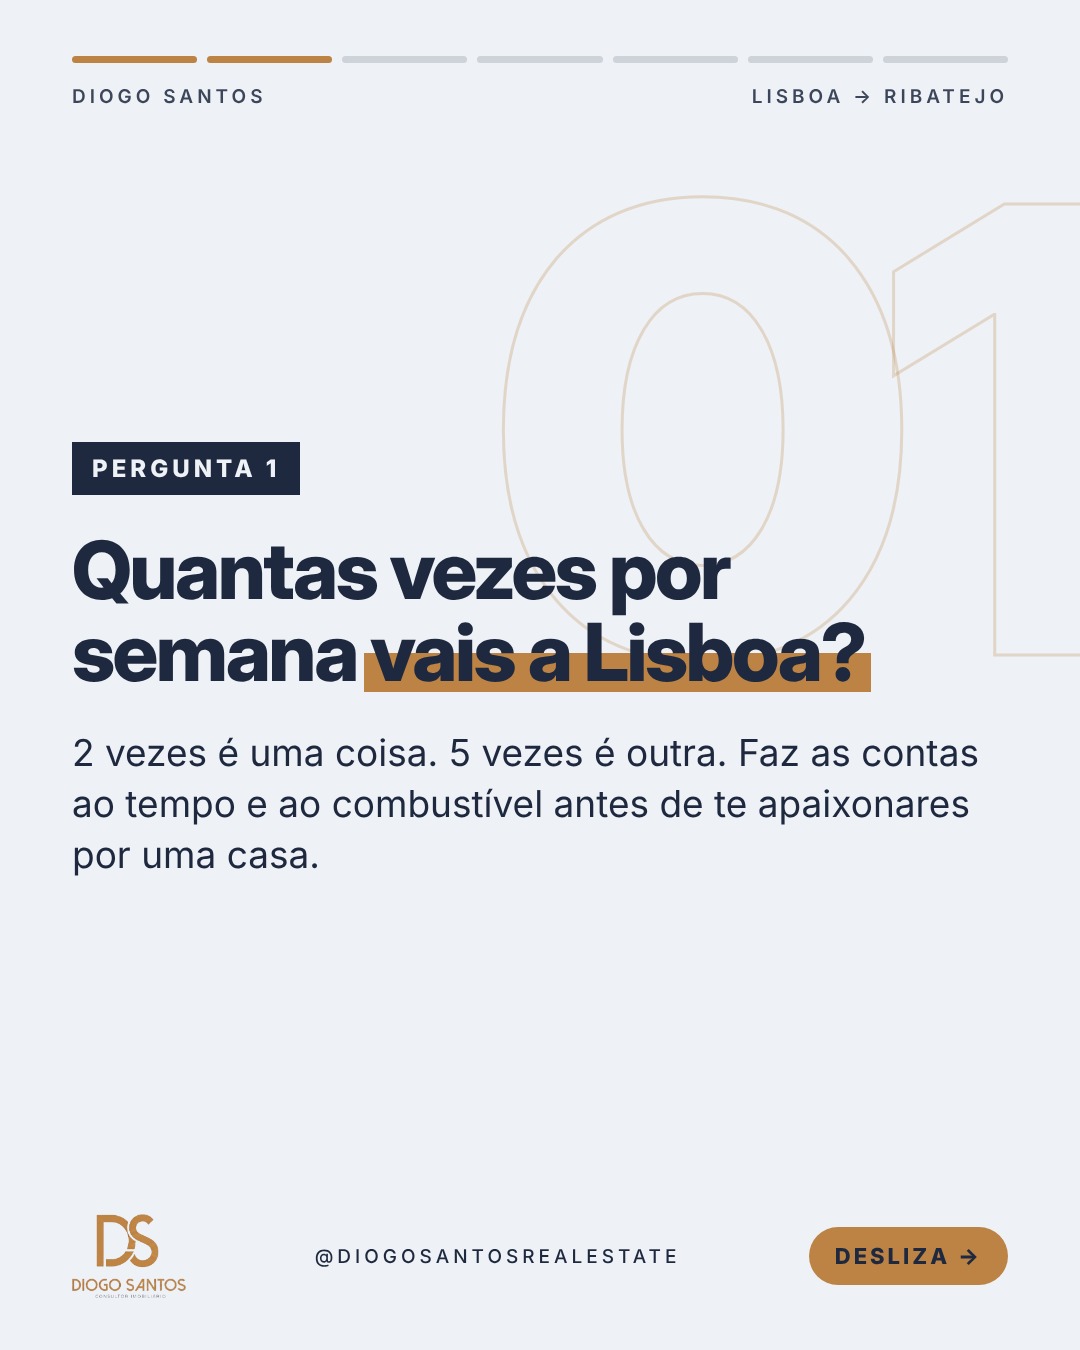 DIOGO SANTOS
LISBOA → RIBATEJO
01
PERGUNTA 1
Quantas vezes por
semana vais a Lisboa?
2 vezes é uma coisa. 5 vezes é outra. Faz as contas
ao tempo e ao combustível antes de te apaixonares
por uma casa.
DS
DIOGO SANTOS
CONSULTOR IMOBILIÁRIO
@DIOGOSANTOSREALESTATE
DESLIZA →